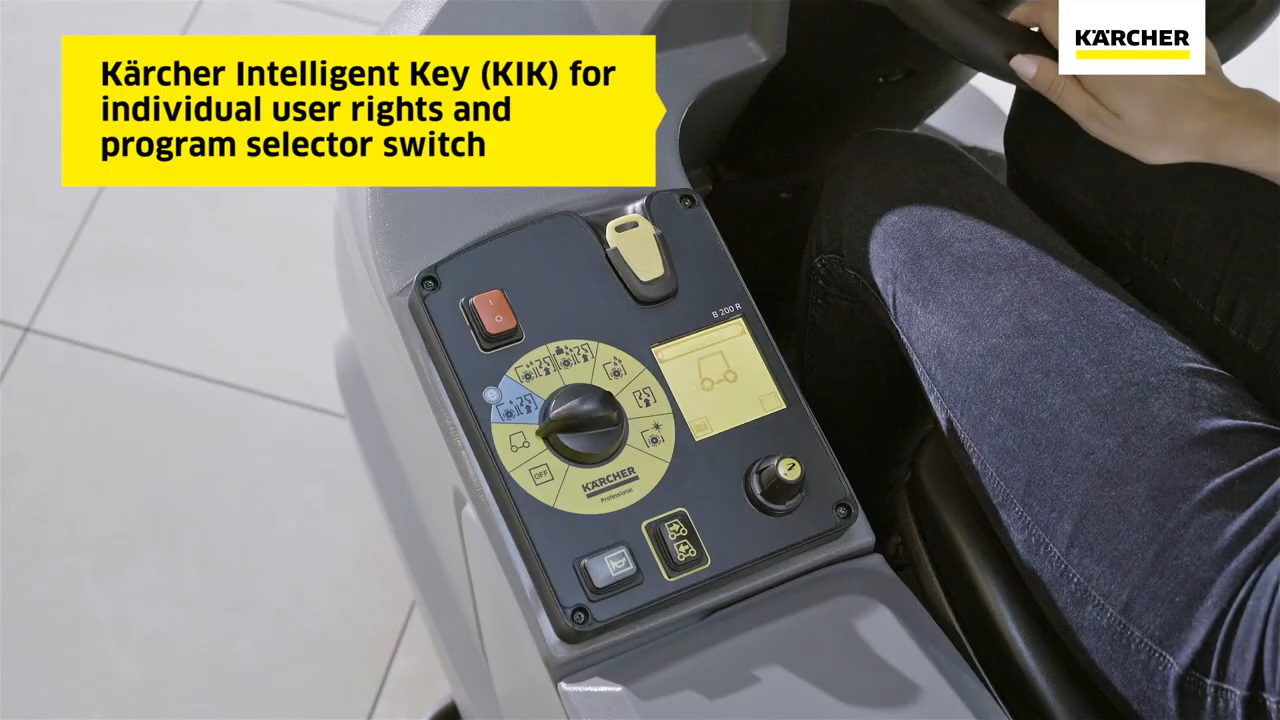 KÄRCHER
Kärcher Intelligent Key (KIK) for
individual user rights and
program selector switch
B 200 R
OFF
KÄRCHER
Professional